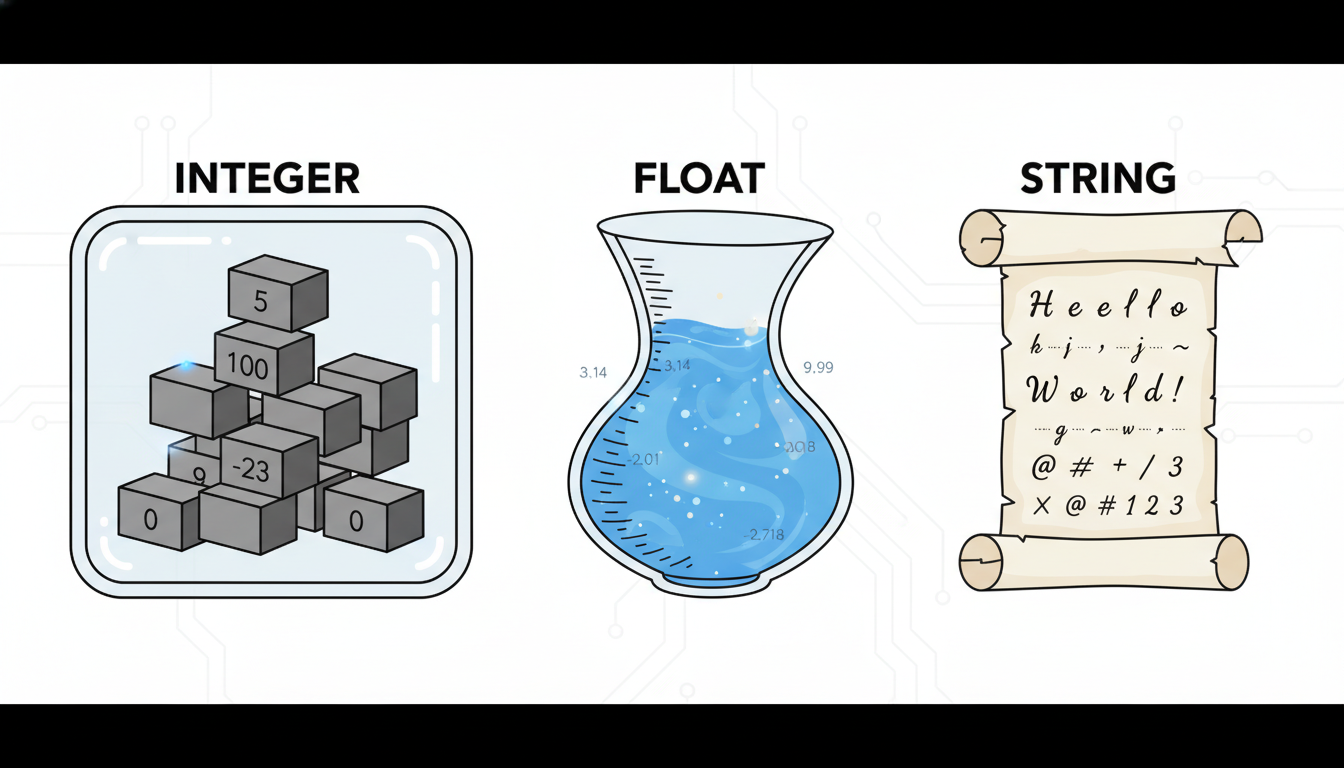 INTEGER
FLOAT
STRING
5
100
9
-23
0
0
3.14
3.14
9.99
-2.01
-2.718
Heello
k j , j ~
World!
g ~ w ,
@ # + / 3
× @ # 1 2 3